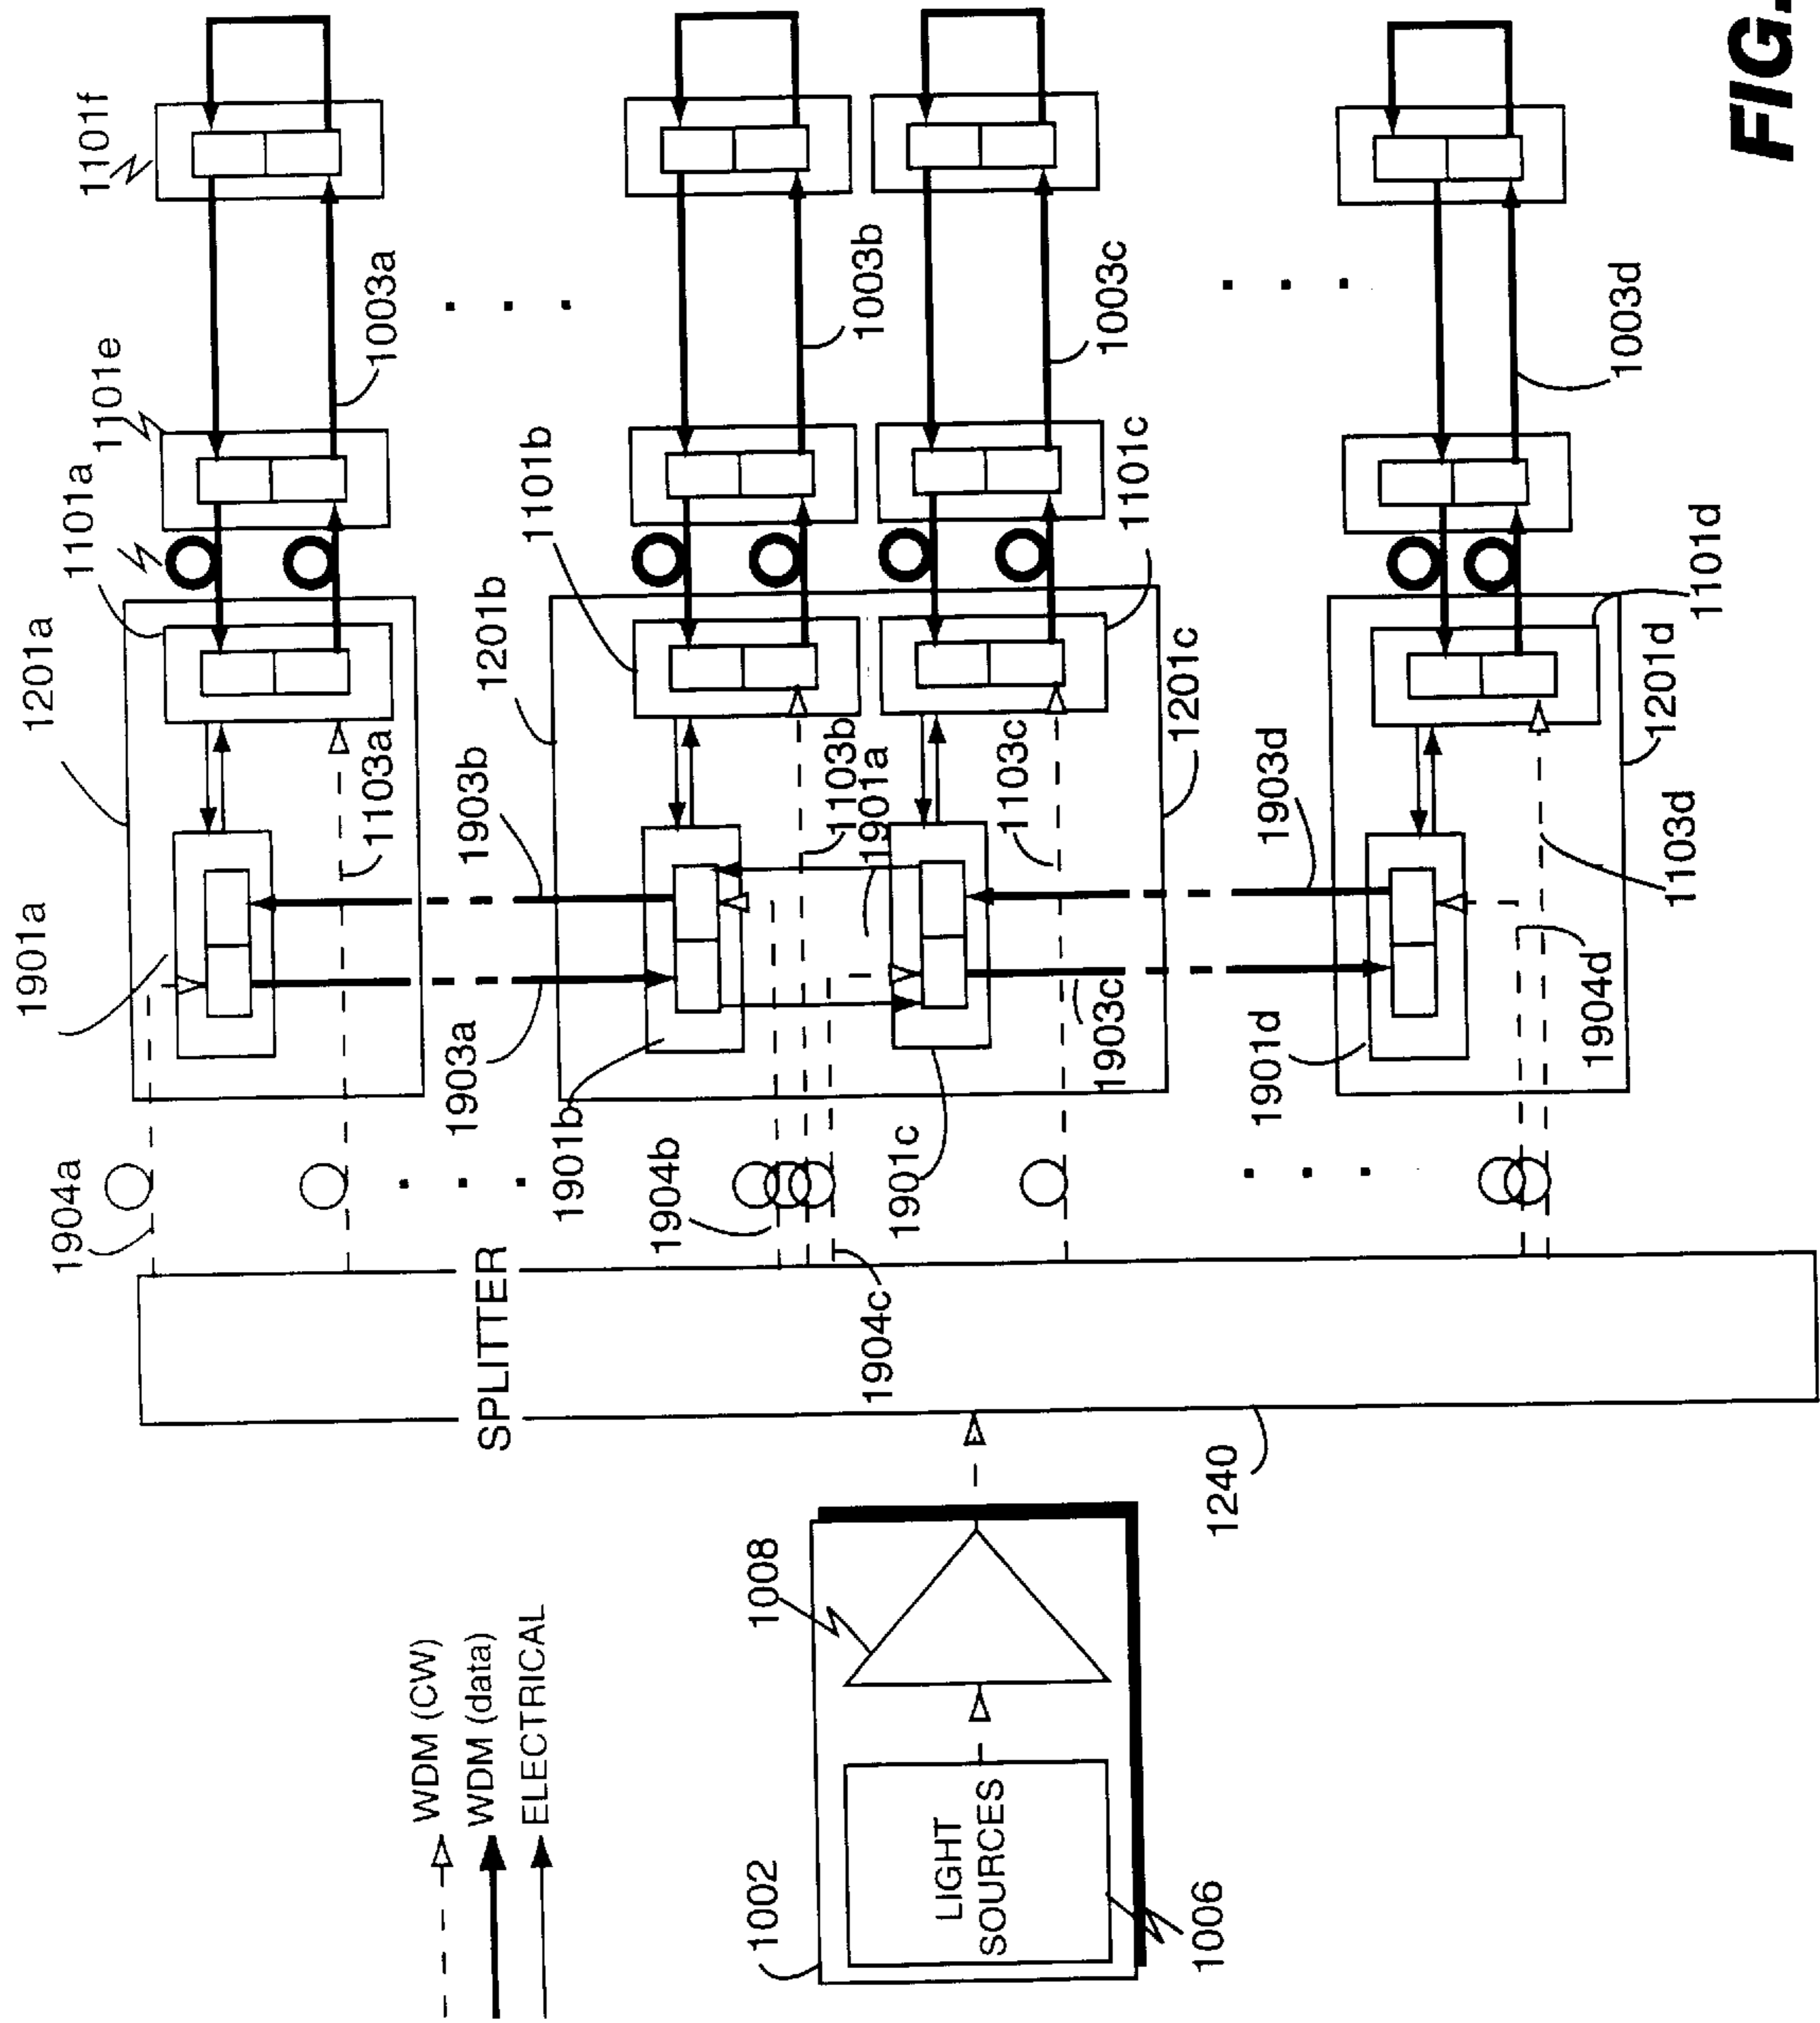 WDM (CW)
WDM (data)
ELECTRICAL
1002
LIGHT
SOURCES
1006
1008
1240
SPLITTER
1904a
1904b
1904c
1901a
1903a
1901b
1901c
1903c
1901d
1904d
1903b
1103a
1103b
1901a
1103c
1903d
1103d
1201a
1101a
1101e
1101f
1201b
1101b
1201c
1101c
1201d
1101d
1003a
1003b
1003c
1003d
FIG.